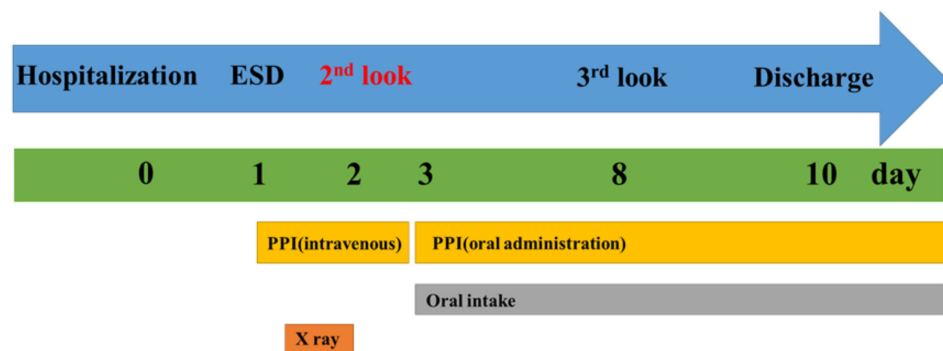 Hospitalization ESD 2nd look 3rd look Discharge
0 1 2 3 8 10 day
PPI(intravenous) PPI(oral administration)
Oral intake
X ray